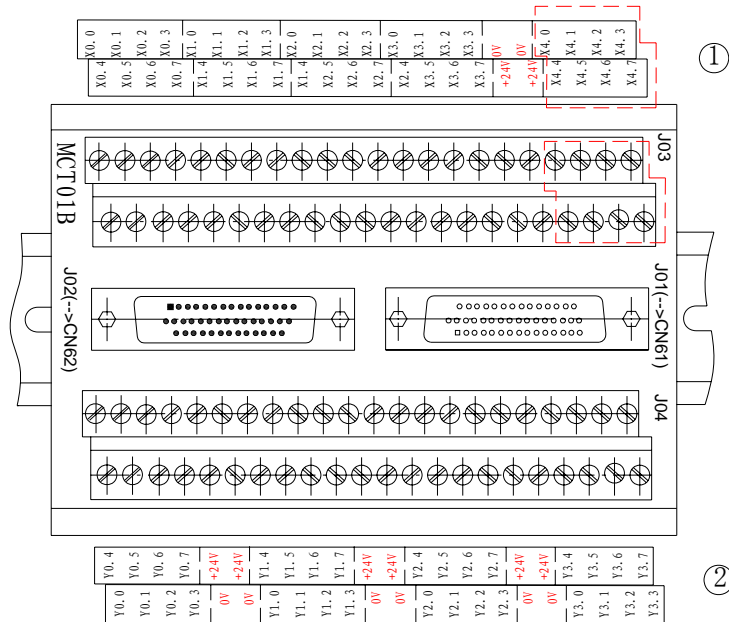 X0.0 X0.1 X0.2 X0.3 X1.0 X1.1 X1.2 X1.3 X2.0 X2.1 X2.2 X2.3 X3.0 X3.1 X3.2 X3.3 0V 0V X4.0 X4.1 X4.2 X4.3
X0.4 X0.5 X0.6 X0.7 X1.4 X1.5 X1.6 X1.7 X2.4 X2.5 X2.6 X2.7 X2.4 X3.5 X3.6 X3.7 +24V +24V X4.4 X4.5 X4.6 X4.7
①
MCT01B
J03
J02(-->CN62)
J01(-->CN61)
J04
Y0.4 Y0.5 Y0.6 Y0.7 +24V +24V Y1.4 Y1.5 Y1.6 Y1.7 +24V +24V Y2.4 Y2.5 Y2.6 Y2.7 +24V +24V Y3.4 Y3.5 Y3.6 Y3.7
Y0.0 Y0.1 Y0.2 Y0.3 0V 0V Y1.0 Y1.1 Y1.2 Y1.3 0V 0V Y2.0 Y2.1 Y2.2 Y2.3 0V 0V Y3.0 Y3.1 Y3.2 Y3.3
②